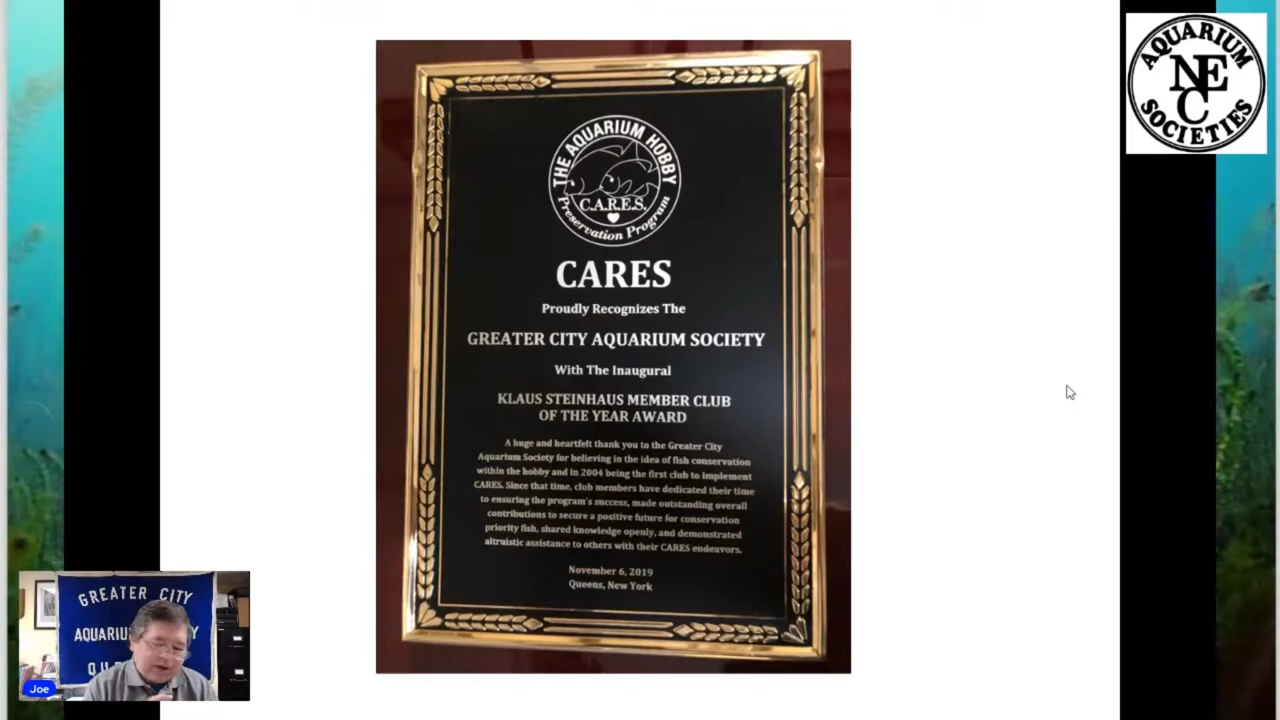 AQUARIUM
NEC
SOCIETIES
THE AQUARIUM HOBBY
C.A.R.E.S.
Preservation Program
CARES
Proudly Recognizes The
GREATER CITY AQUARIUM SOCIETY
With The Inaugural
KLAUS STEINHAUS MEMBER CLUB
OF THE YEAR AWARD
A huge and heartfelt thank you to the Greater City
Aquarium Society for believing in the idea of fish conservation
within the hobby and in 2004 being the first club to implement
CARES. Since that time, club members have dedicated their time
to ensuring the program's success, made outstanding overall
contributions to secure a positive future for conservation
priority fish, shared knowledge openly, and demonstrated
altruistic assistance to others with their CARES endeavors.
November 6, 2019
Queens, New York
GREATER CITY
AQUARIU Y
QU
Joe